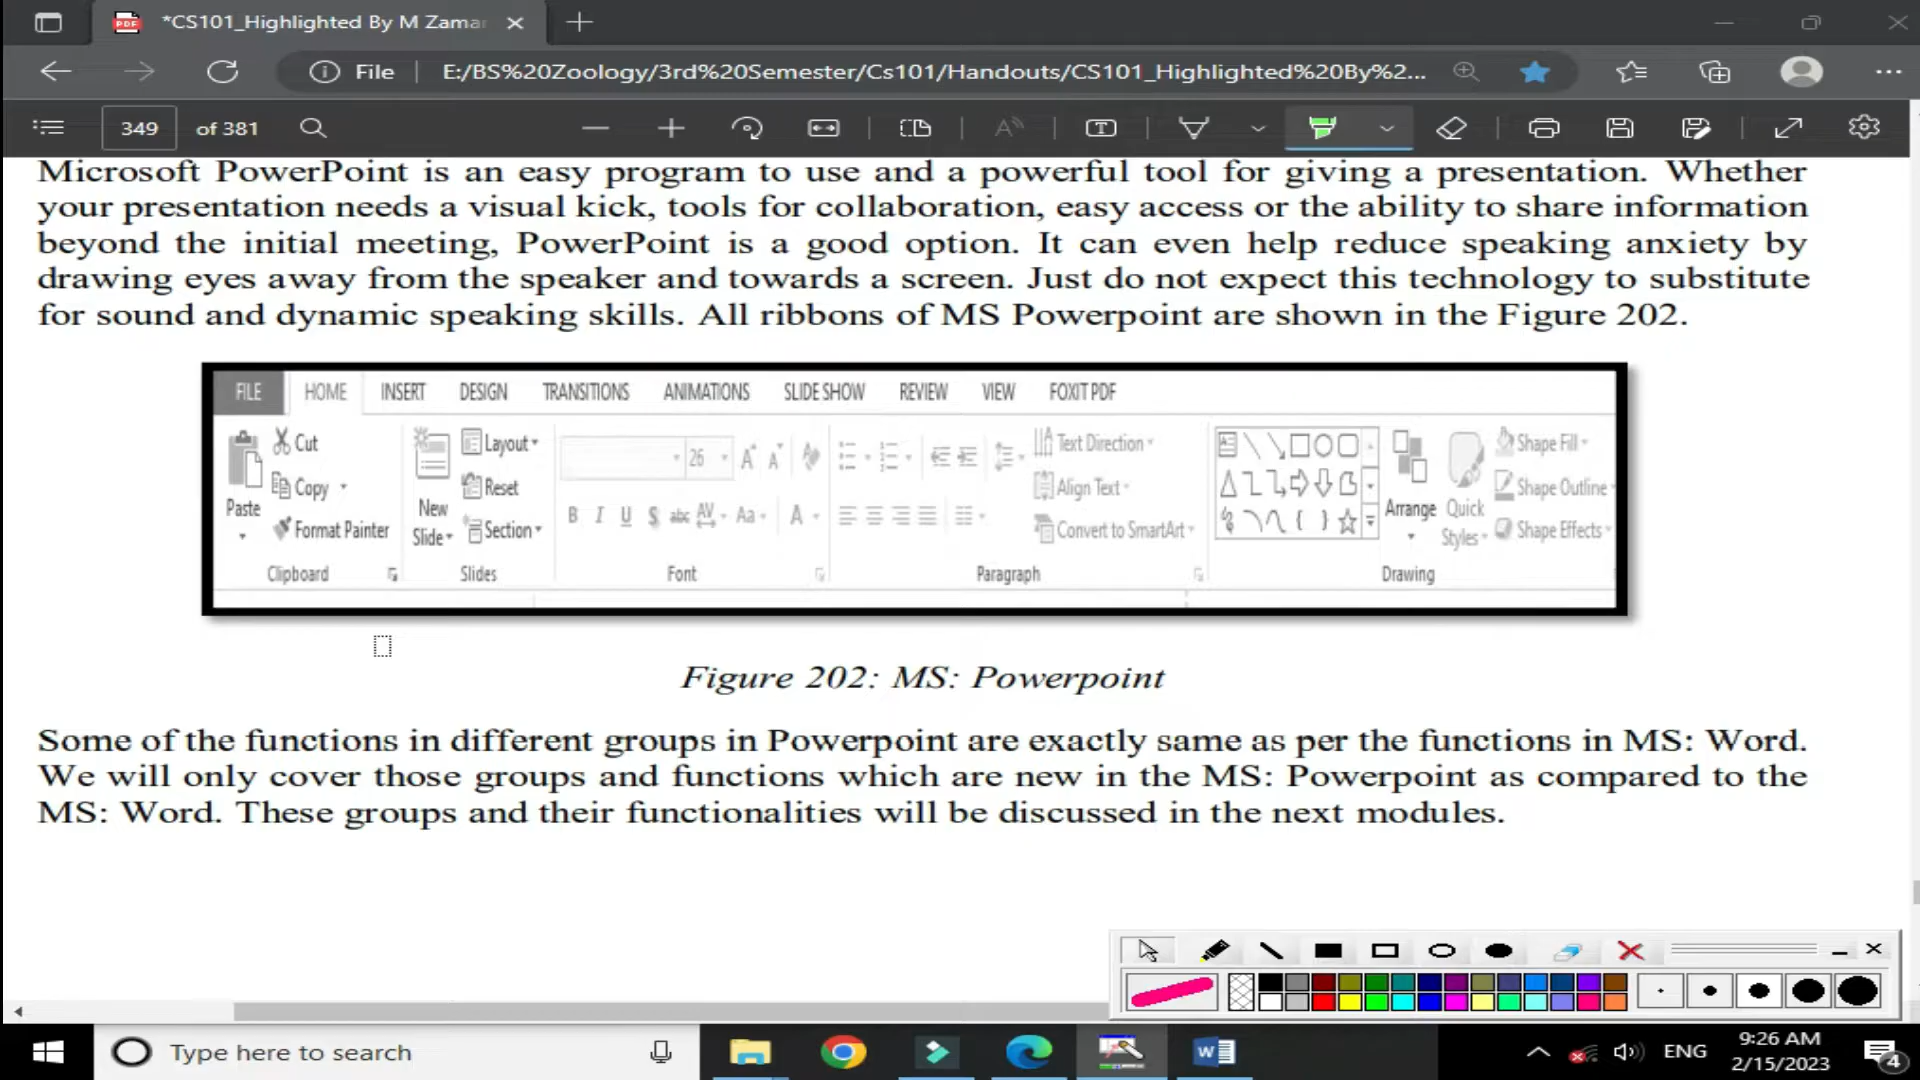 *CS101_Highlighted By M Zama
File
E:/BS%20Zoology/3rd%20Semester/Cs101/Handouts/CS101_Highlighted%20By%2...
349 of 381
Microsoft PowerPoint is an easy program to use and a powerful tool for giving a presentation. Whether
your presentation needs a visual kick, tools for collaboration, easy access or the ability to share information
beyond the initial meeting, PowerPoint is a good option. It can even help reduce speaking anxiety by
drawing eyes away from the speaker and towards a screen. Just do not expect this technology to substitute
for sound and dynamic speaking skills. All ribbons of MS Powerpoint are shown in the Figure 202.
FILE HOME INSERT DESIGN TRANSITIONS ANIMATIONS SLIDE SHOW REVIEW VIEW FOXIT PDF
Paste
Cut
Copy
Format Painter
Clipboard
New
Slide
Layout
Reset
Section
Slides
26
B I U S abc AV Aa A
Font
Text Direction
Align Text
Convert to SmartArt
Paragraph
Arrange
Quick
Styles
Shape Fill
Shape Outline
Shape Effects
Drawing
Figure 202: MS: Powerpoint
Some of the functions in different groups in Powerpoint are exactly same as per the functions in MS: Word.
We will only cover those groups and functions which are new in the MS: Powerpoint as compared to the
MS: Word. These groups and their functionalities will be discussed in the next modules.
Type here to search
ENG
9:26 AM
2/15/2023
4